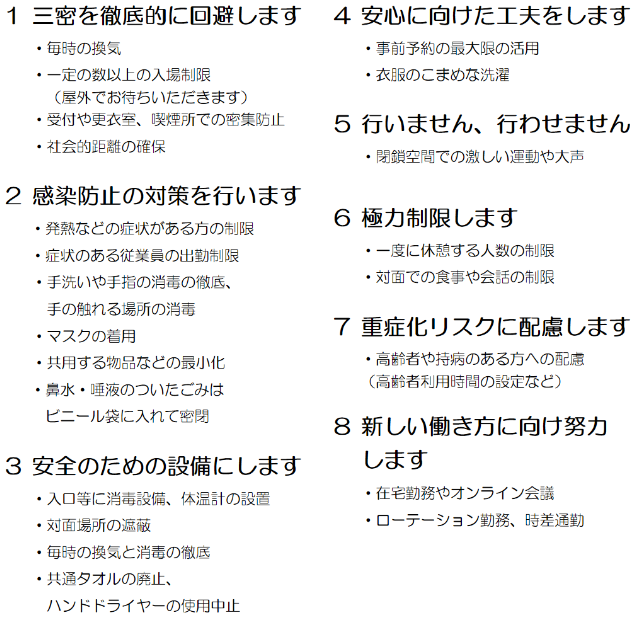 1 三密を徹底的に回避します
・毎時の換気
・一定の数以上の入場制限
（屋外でお待ちいただきます）
・受付や更衣室、喫煙所での密集防止
・社会的距離の確保
2 感染防止の対策を行います
・発熱などの症状がある方の制限
・症状のある従業員の出勤制限
・手洗いや手指の消毒の徹底、
手の触れる場所の消毒
・マスクの着用
・共用する物品などの最小化
・鼻水・唾液のついたごみは
ビニール袋に入れて密閉
3 安全のための設備にします
・入口等に消毒設備、体温計の設置
・対面場所の遮蔽
・毎時の換気と消毒の徹底
・共通タオルの廃止、
ハンドドライヤーの使用中止
4 安心に向けた工夫をします
・事前予約の最大限の活用
・衣服のこまめな洗濯
5 行いません、行わせません
・閉鎖空間での激しい運動や大声
6 極力制限します
・一度に休憩する人数の制限
・対面での食事や会話の制限
7 重症化リスクに配慮します
・高齢者や持病のある方への配慮
（高齢者利用時間の設定など）
8 新しい働き方に向け努力
します
・在宅勤務やオンライン会議
・ローテーション勤務、時差通勤